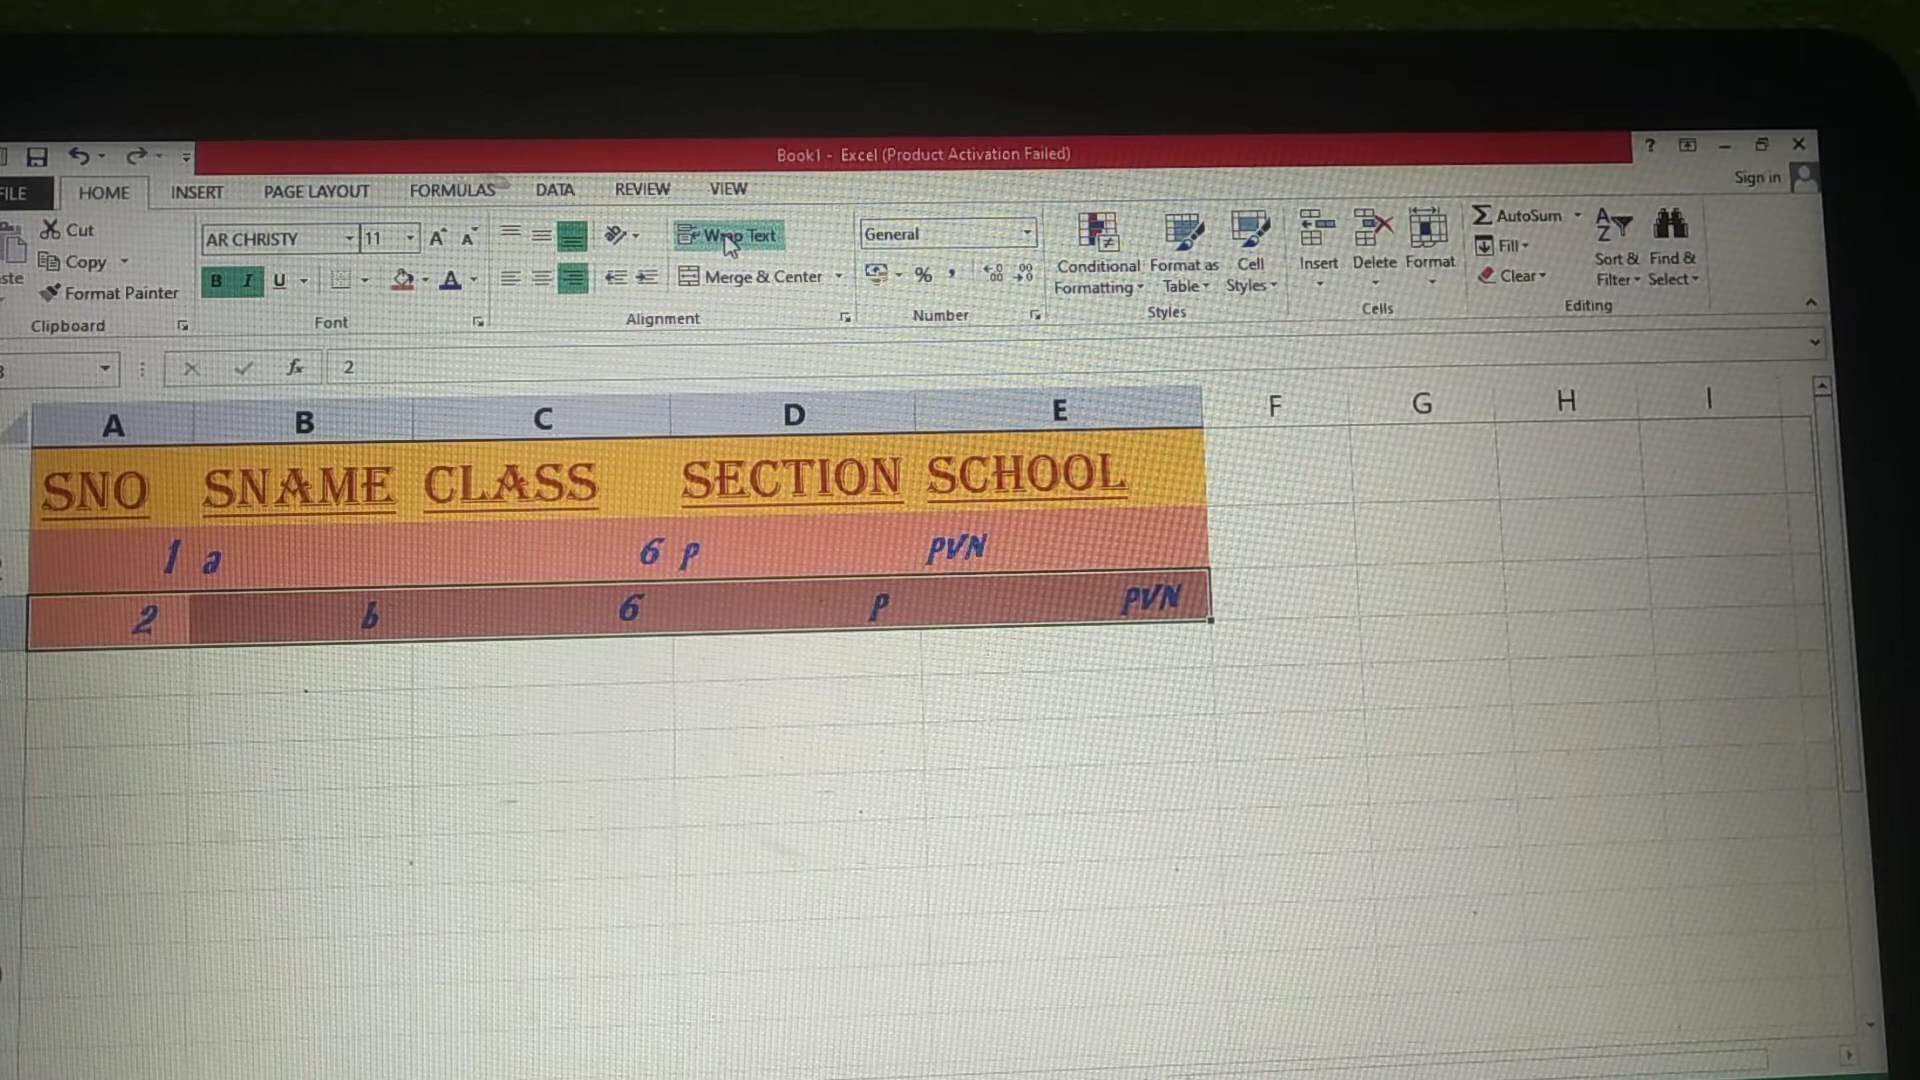 Book1 - Excel (Product Activation Failed)
?
Sign in
FILE HOME INSERT PAGE LAYOUT FORMULAS DATA REVIEW VIEW
Cut
Copy
Format Painter
Clipboard
AR CHRISTY 11 A A
B I U A
Font
Wrap Text
Merge & Center
Alignment
General
% ,
Number
Conditional Formatting
Format as Table
Cell Styles
Styles
Insert Delete Format
Cells
AutoSum
Fill
Clear
Sort & Filter
Find & Select
Editing
fx 2
A B C D E F G H I
SNO SNAME CLASS SECTION SCHOOL
1 a 6 p PVN
2 b 6 p PVN